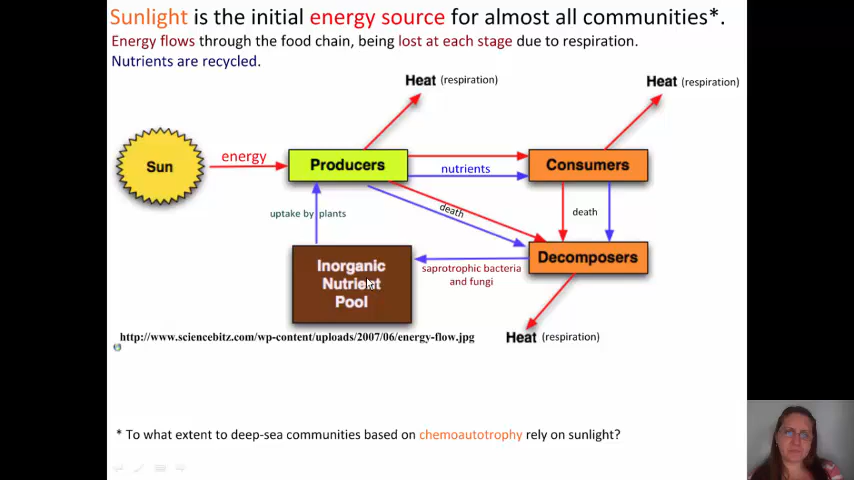 Sunlight is the initial energy source for almost all communities*.
Energy flows through the food chain, being lost at each stage due to respiration.
Nutrients are recycled.
Heat (respiration)
Heat (respiration)
Sun
energy
Producers
nutrients
Consumers
uptake by plants
death
death
Inorganic
Nutrient
Pool
Decomposers
saprotrophic bacteria
and fungi
http://www.sciencebitz.com/wp-content/uploads/2007/06/energy-flow.jpg
Heat (respiration)
* To what extent to deep-sea communities based on chemoautotrophy rely on sunlight?